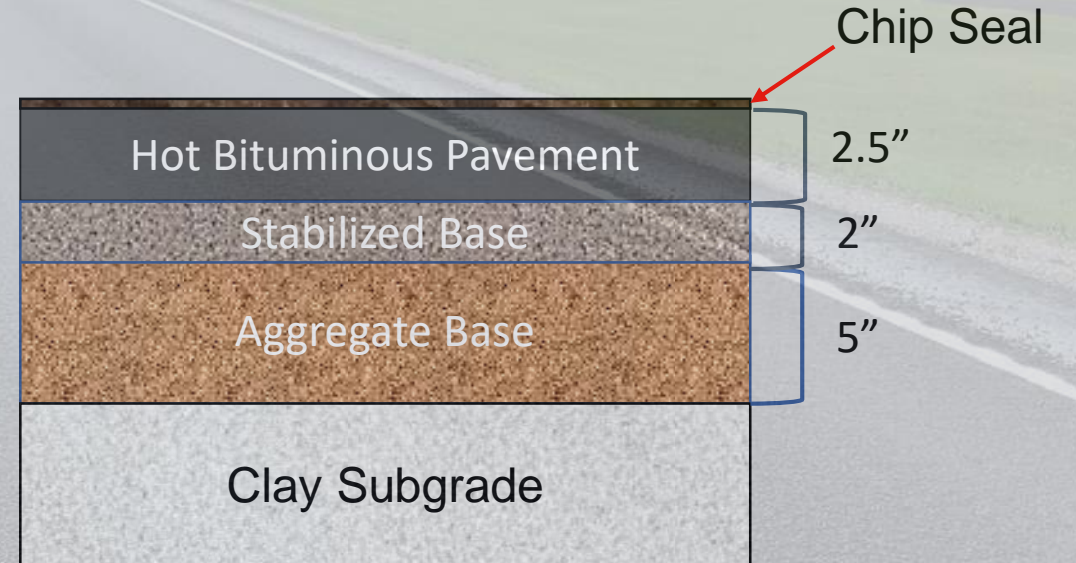 Chip Seal
Hot Bituminous Pavement
2.5”
Stabilized Base
2”
Aggregate Base
5”
Clay Subgrade